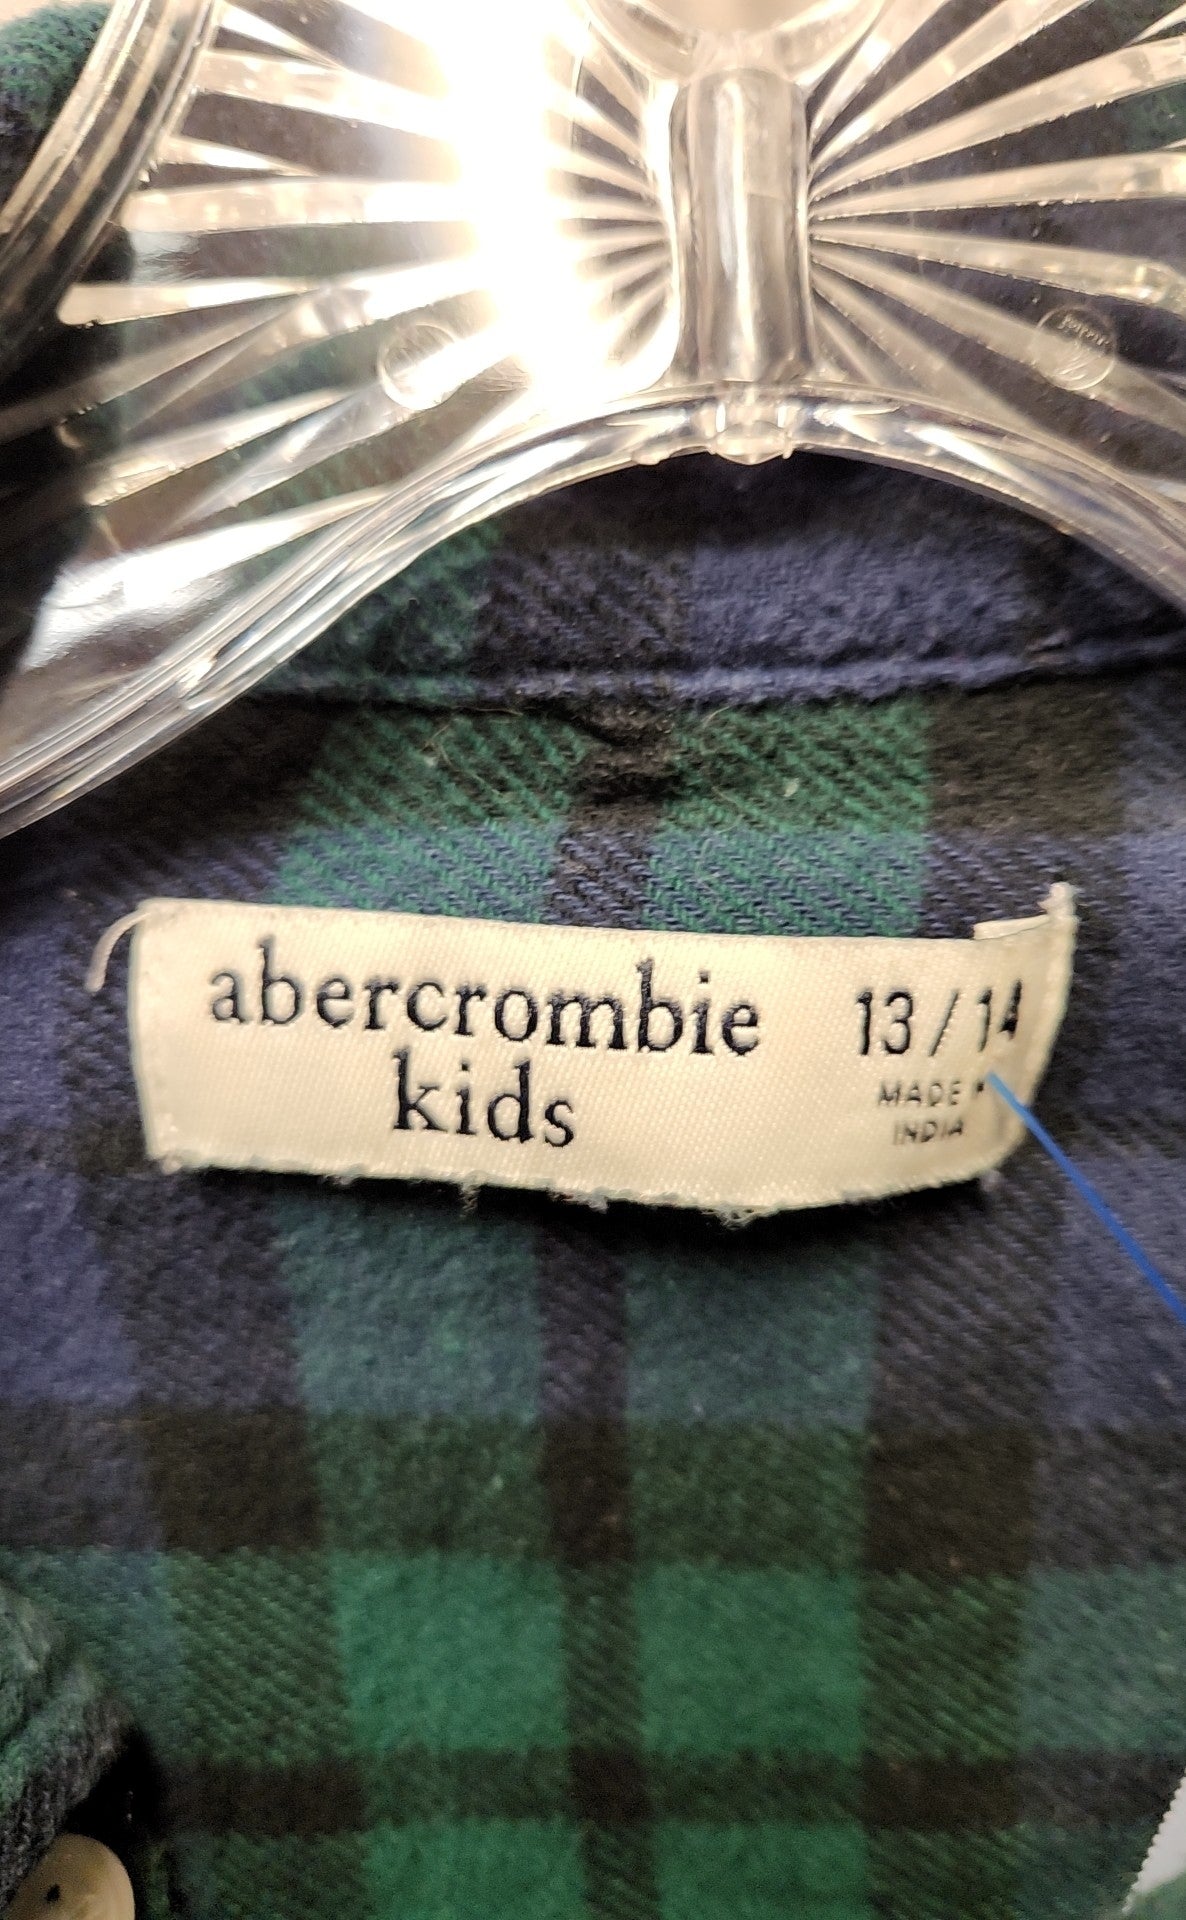 abercrombie
kids
13 / 14
MADE
INDIA